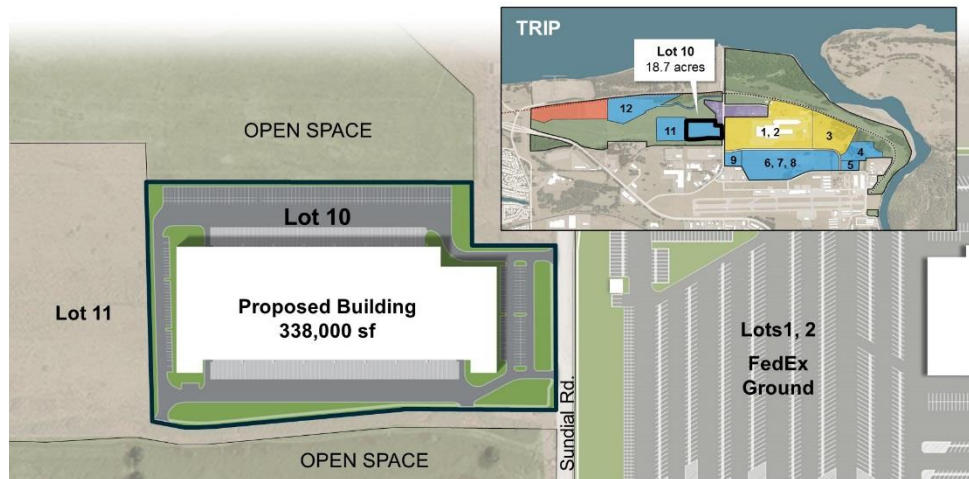 TRIP
Lot 10
18.7 acres
12
11
1, 2
3
4
5
9
6, 7, 8
OPEN SPACE
Lot 10
Proposed Building
338,000 sf
Lot 11
Lots1, 2
FedEx
Ground
Sundial Rd.
OPEN SPACE